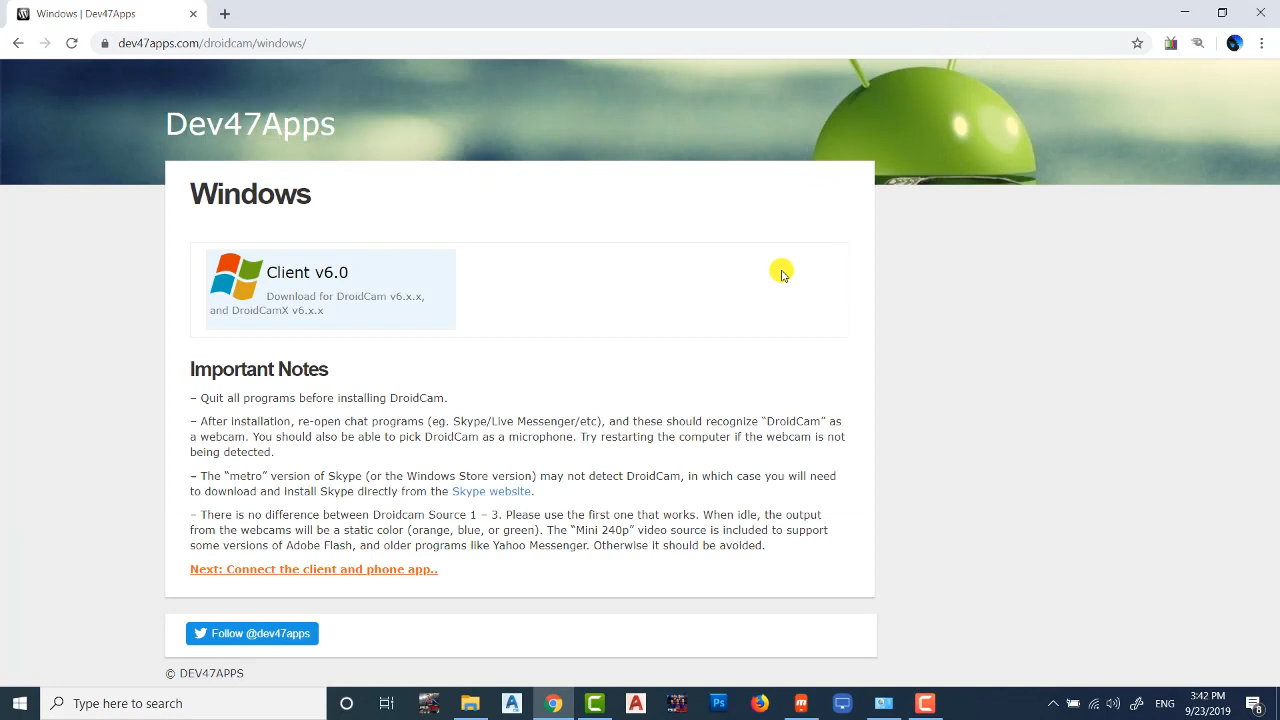 Windows | Dev47Apps
dev47apps.com/droidcam/windows/
Dev47Apps
Windows
Client v6.0
Download for DroidCam v6.x.x,
and DroidCamX v6.x.x
Important Notes
– Quit all programs before installing DroidCam.
– After installation, re-open chat programs (eg. Skype/Live Messenger/etc), and these should recognize “DroidCam” as
a webcam. You should also be able to pick DroidCam as a microphone. Try restarting the computer if the webcam is not
being detected.
– The “metro” version of Skype (or the Windows Store version) may not detect DroidCam, in which case you will need
to download and install Skype directly from the Skype website.
– There is no difference between Droidcam Source 1 – 3. Please use the first one that works. When idle, the output
from the webcams will be a static color (orange, blue, or green). The “Mini 240p” video source is included to support
some versions of Adobe Flash, and older programs like Yahoo Messenger. Otherwise it should be avoided.
Next: Connect the client and phone app..
Follow @dev47apps
© DEV47APPS
Type here to search
Ps
ENG
3:42 PM
9/23/2019
8